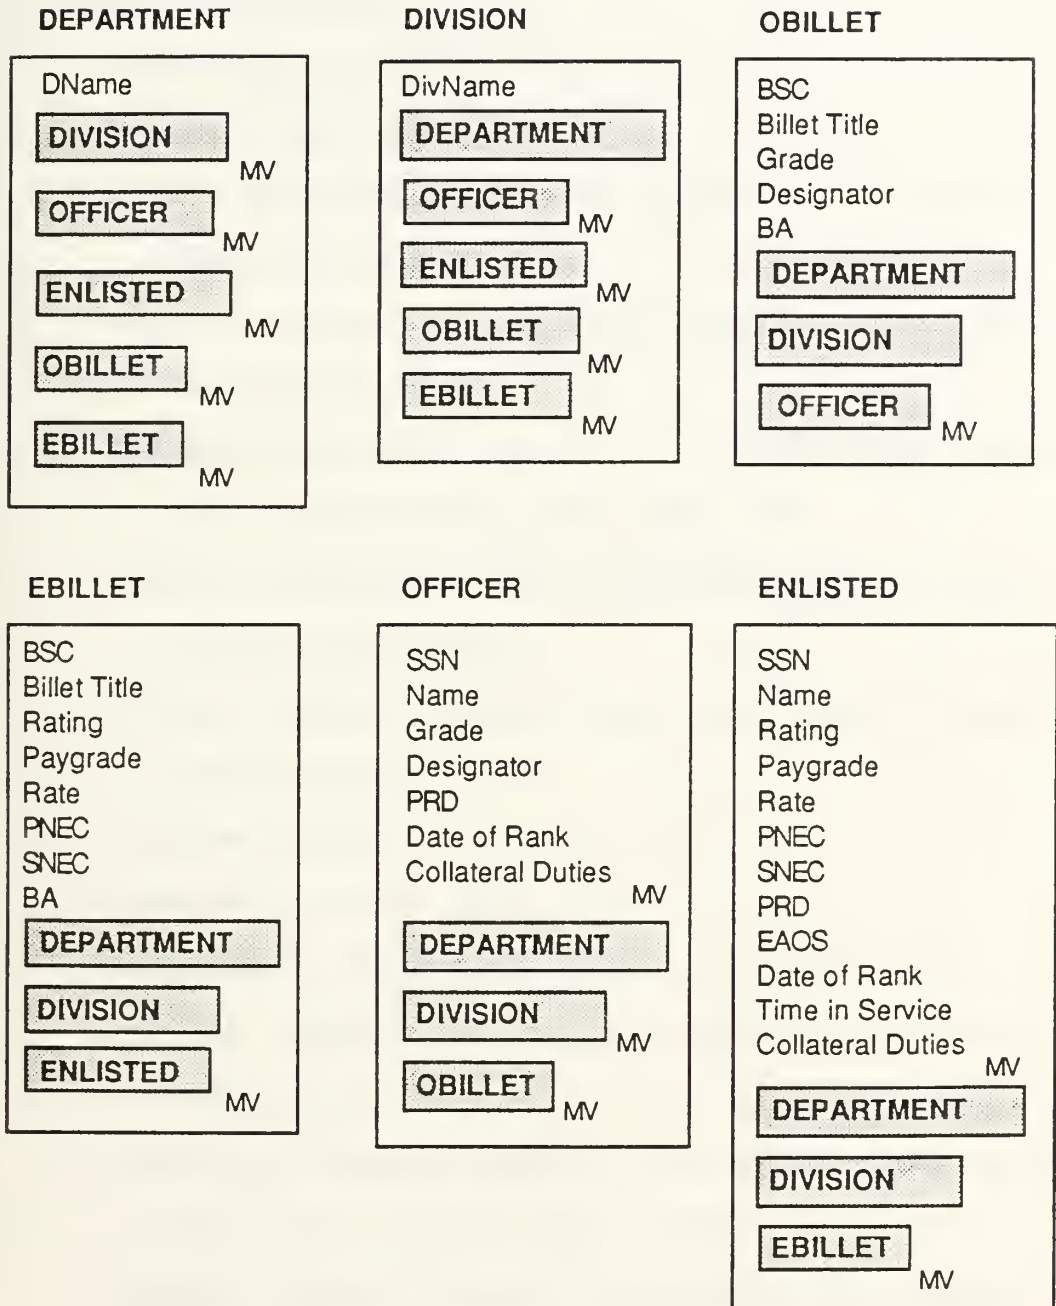 DEPARTMENT
DName
DIVISION
MV
OFFICER
MV
ENLISTED
MV
OBILLET
MV
EBILLET
MV
DIVISION
DivName
DEPARTMENT
OFFICER
MV
ENLISTED
MV
OBILLET
MV
EBILLET
MV
OBILLET
BSC
Billet Title
Grade
Designator
BA
DEPARTMENT
DIVISION
OFFICER
MV
EBILLET
BSC
Billet Title
Rating
Paygrade
Rate
PNEC
SNEC
BA
DEPARTMENT
DIVISION
ENLISTED
MV
OFFICER
SSN
Name
Grade
Designator
PRD
Date of Rank
Collateral Duties
MV
DEPARTMENT
DIVISION
MV
OBILLET
MV
ENLISTED
SSN
Name
Rating
Paygrade
Rate
PNEC
SNEC
PRD
EAOS
Date of Rank
Time in Service
Collateral Duties
MV
DEPARTMENT
DIVISION
EBILLET
MV